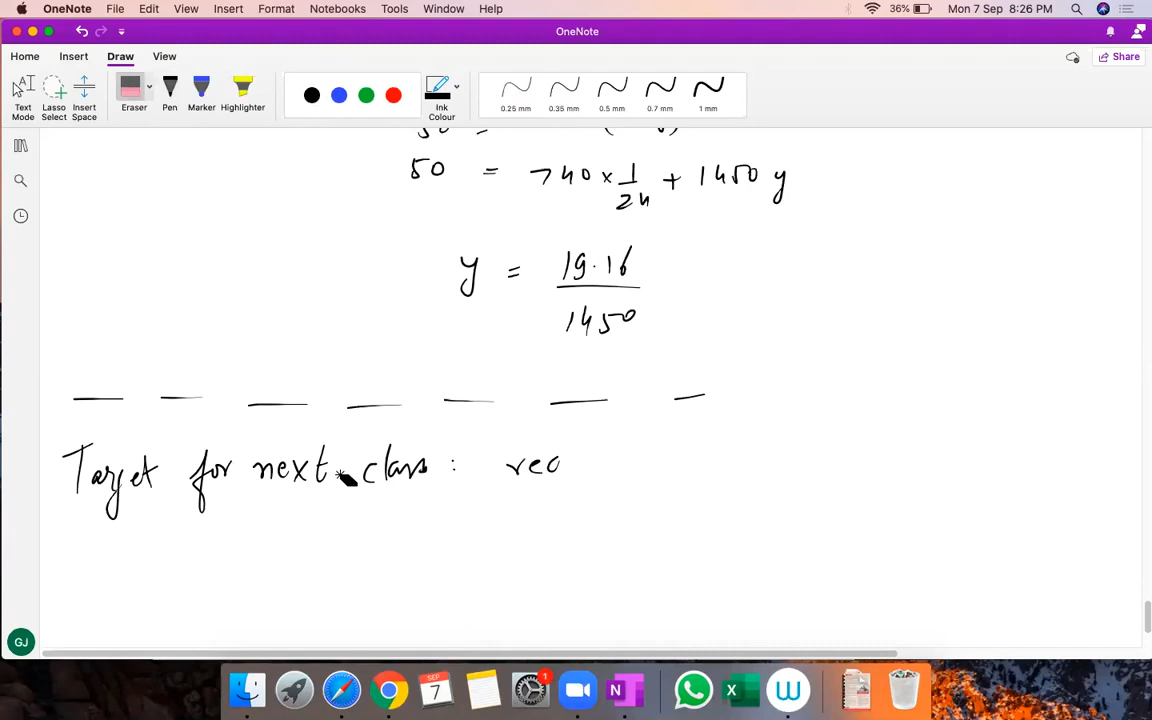 OneNote File Edit View Insert Format Notebooks Tools Window Help 36% Mon 7 Sep 8:26 PM
OneNote
Home Insert Draw View Share
Text Mode Lasso Select Insert Space Eraser Pen Marker Highlighter Ink Colour 0.25 mm 0.35 mm 0.5 mm 0.7 mm 1 mm
50 = 740 × 1/24 + 1450 y
y = 19.16/1450
Target for next class : rec
GJ
SEP 7
1
N
X
W